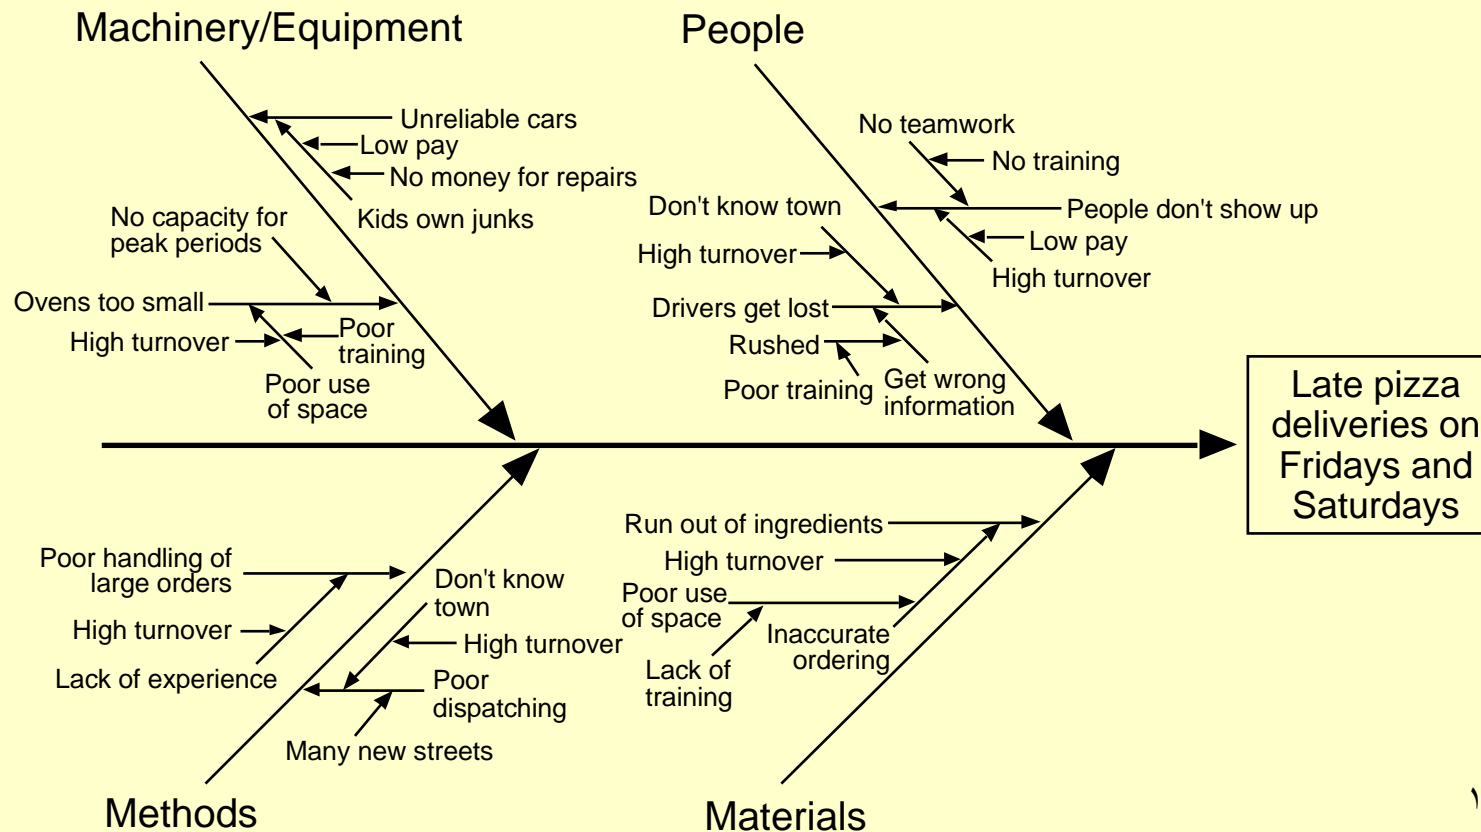 Machinery/Equipment
People
Unreliable cars
Low pay
No money for repairs
Kids own junks
No capacity for
peak periods
Ovens too small
High turnover
Poor
training
Poor use
of space
No teamwork
No training
People don't show up
Low pay
High turnover
Don't know town
High turnover
Drivers get lost
Rushed
Poor training
Get wrong
information
Late pizza
deliveries on
Fridays and
Saturdays
Poor handling of
large orders
High turnover
Lack of experience
Don't know
town
High turnover
Poor
dispatching
Many new streets
Run out of ingredients
High turnover
Poor use
of space
Inaccurate
ordering
Lack of
training
Methods
Materials